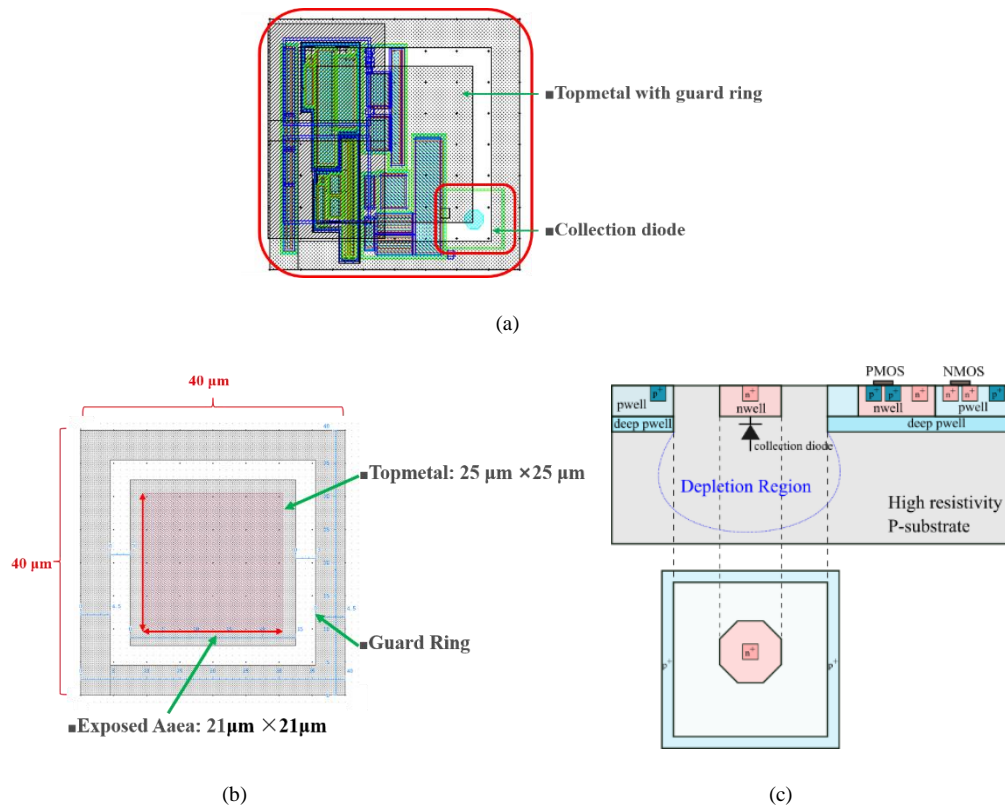 ■Topmetal with guard ring
■Collection diode
(a)
40 μm
40 μm
■Topmetal: 25 μm ×25 μm
■Guard Ring
■Exposed Aaea: 21μm ×21μm
(b)
PMOS NMOS
p+ n+ p+ p+ n+ n+ n+ p+
pwell nwell nwell pwell
deep pwell deep pwell
collection diode
Depletion Region
High resistivity
P-substrate
p+ n+ p+
(c)